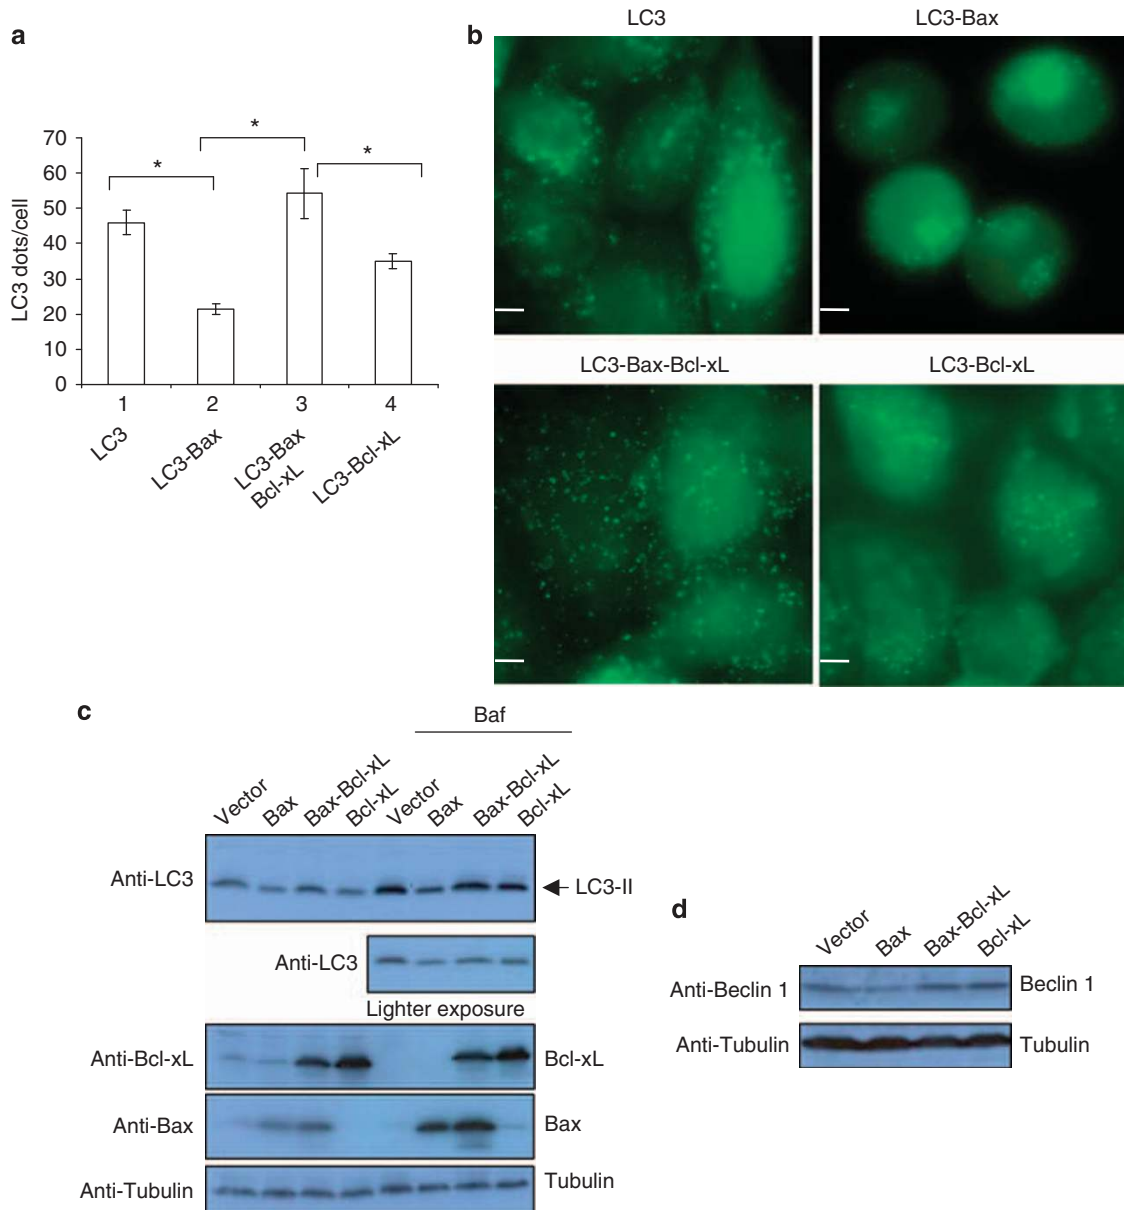 a
LC3 dots/cell
70
60
50
40
30
20
10
0
*
*
*
1
2
3
4
LC3
LC3-Bax
LC3-Bax
Bcl-xL
LC3-Bcl-xL
b
LC3
LC3-Bax
LC3-Bax-Bcl-xL
LC3-Bcl-xL
c
Baf
Vector
Bax
Bax-Bcl-xL
Bcl-xL
Vector
Bax
Bax-Bcl-xL
Bcl-xL
Anti-LC3
LC3-II
Anti-LC3
Lighter exposure
Anti-Bcl-xL
Bcl-xL
Anti-Bax
Bax
Anti-Tubulin
Tubulin
d
Vector
Bax
Bax-Bcl-xL
Bcl-xL
Anti-Beclin 1
Beclin 1
Anti-Tubulin
Tubulin